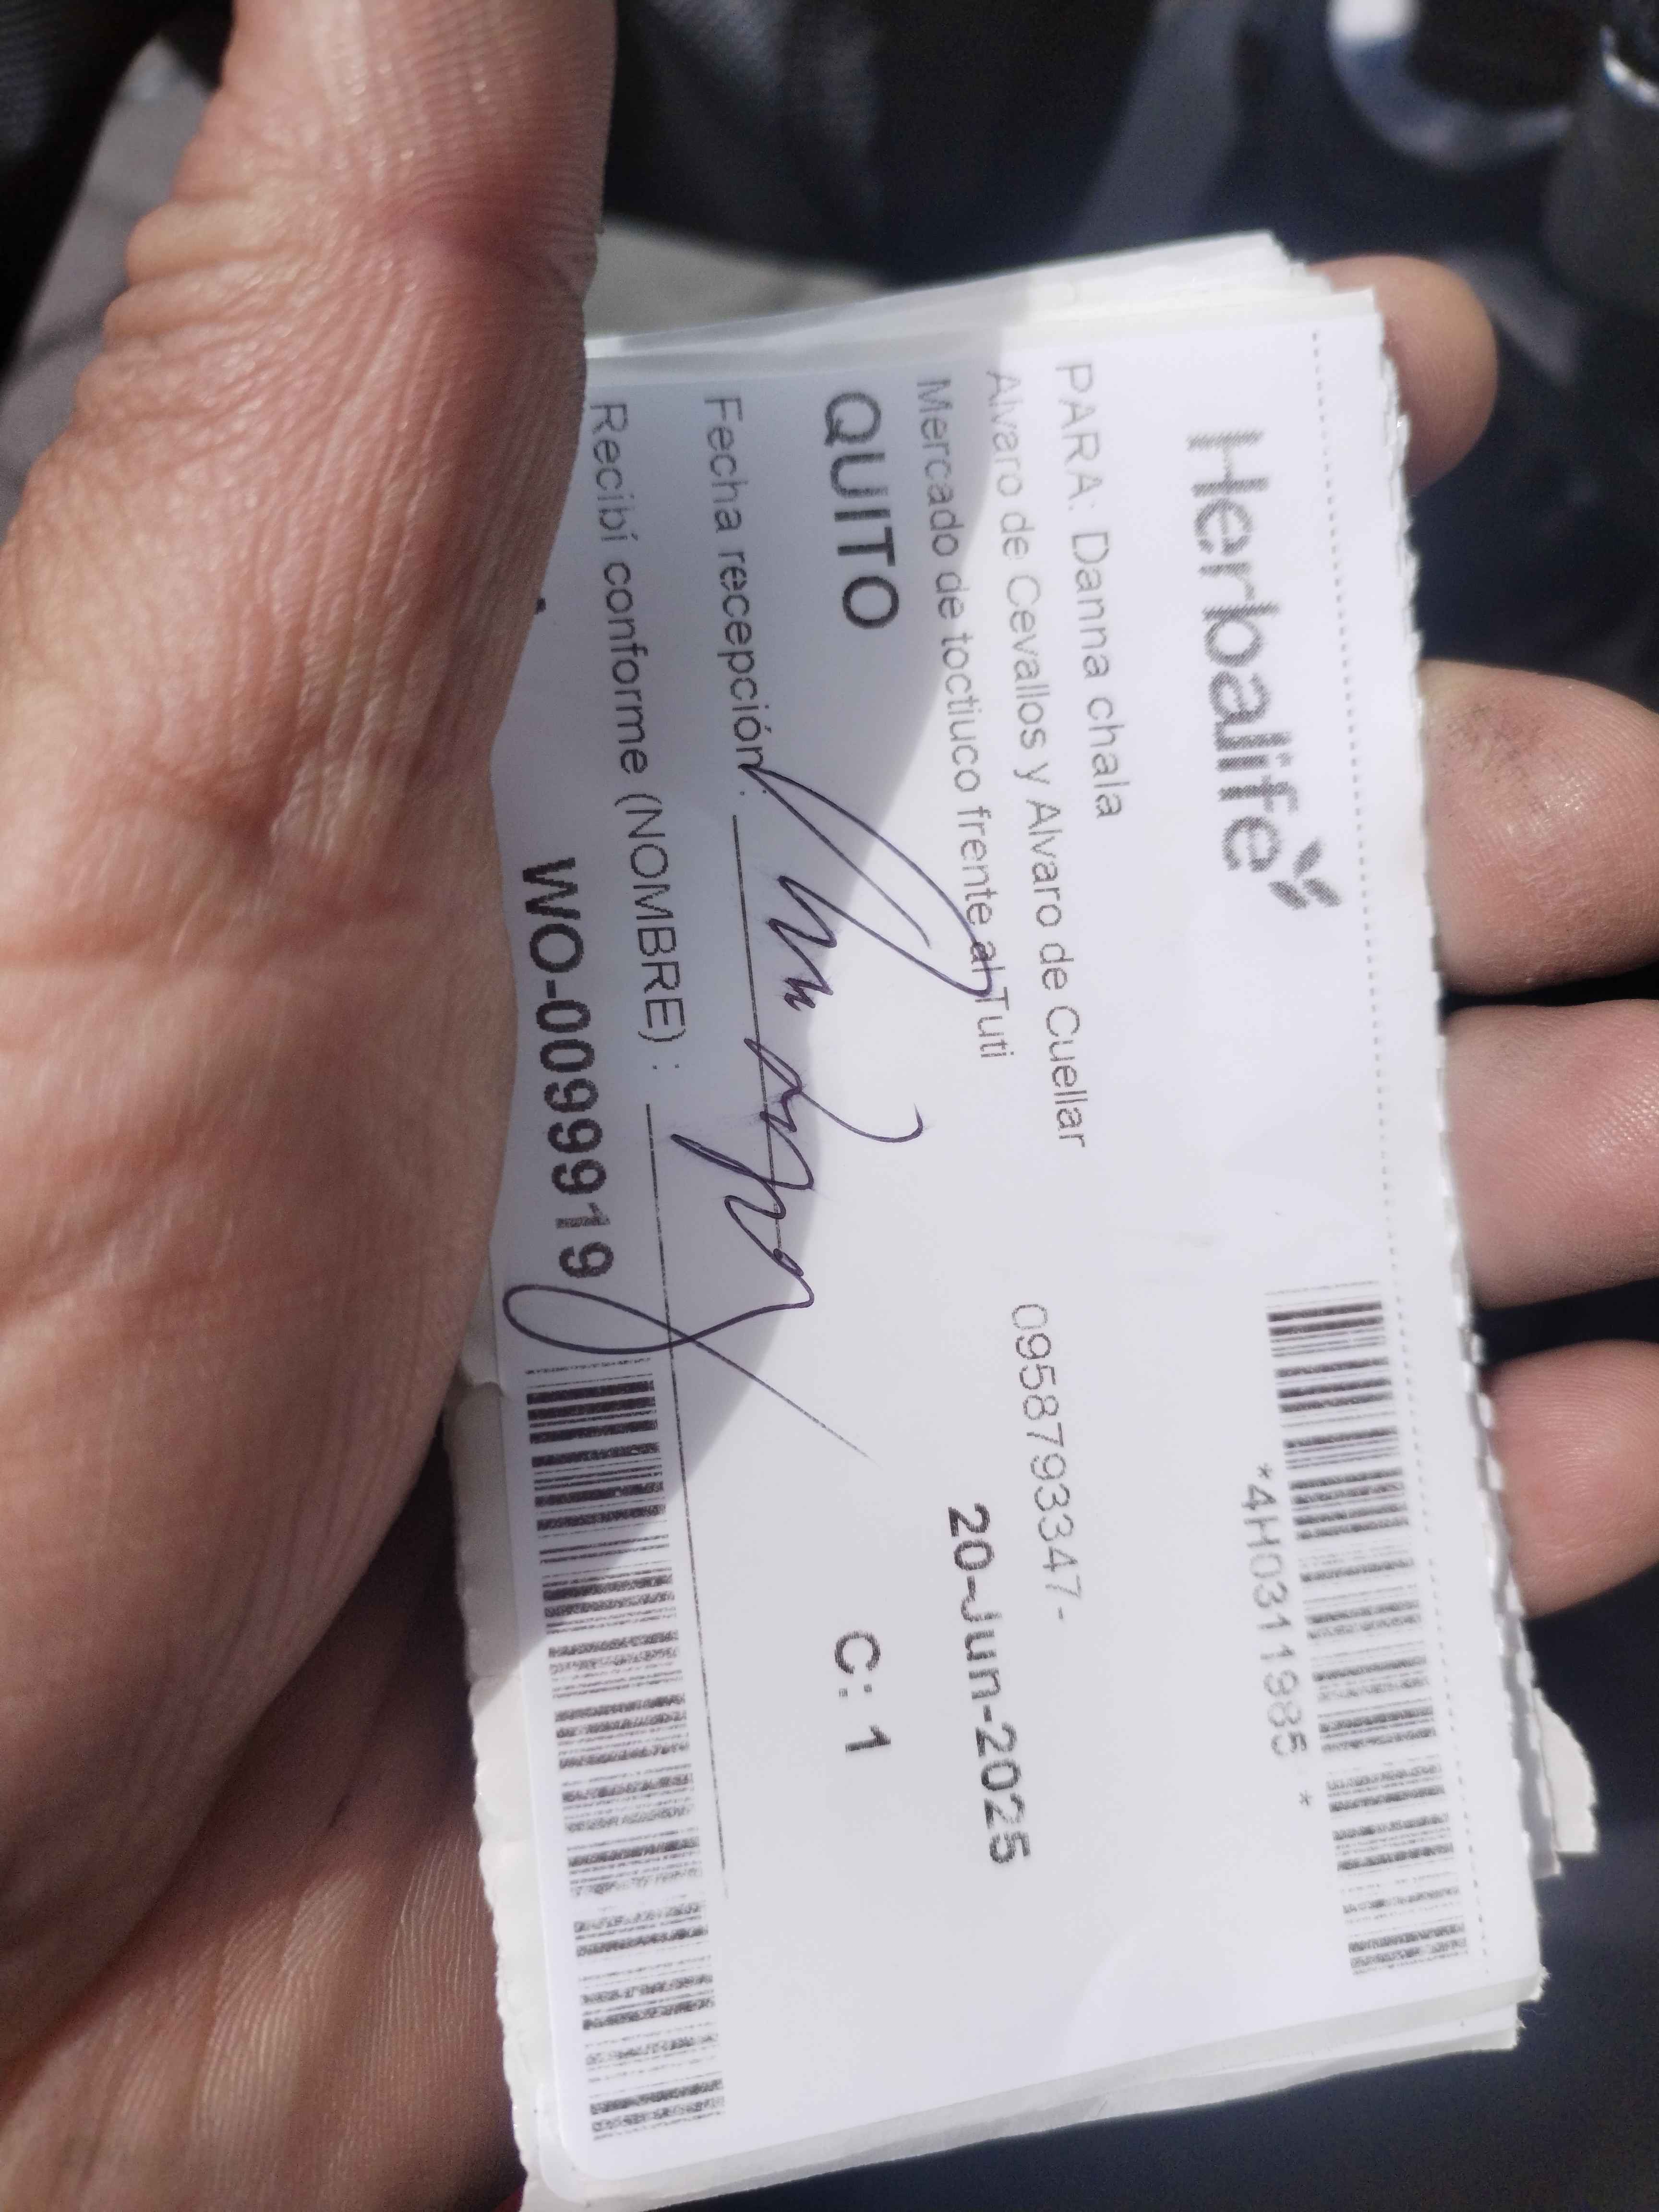 Herbalife
*4H0311985 *
PARA: Danna chala
Alvaro de Cevallos y Alvaro de Cuellar
0958793347-
Mercado de toctiuco frente al Tuti
20-Jun-2025
QUITO
C: 1
Fecha recepción:
Recibí conforme (NOMBRE) :
WO-00999919